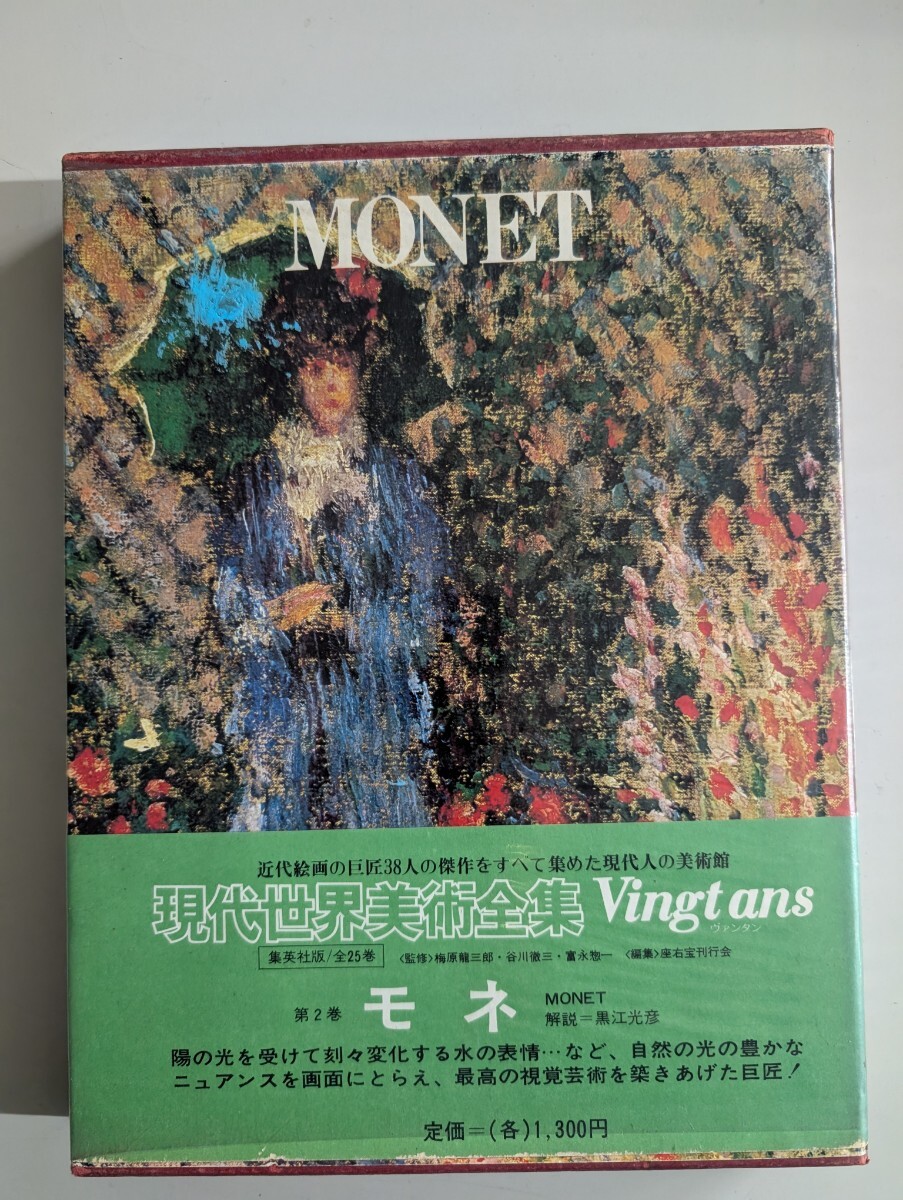 MONET
近代絵画の巨匠38人の傑作をすべて集めた現代人の美術館
現代世界美術全集 Vingt ans
ヴァンタン
集英社版/全25巻 〈監修〉梅原龍三郎・谷川徹三・富永惣一 〈編集〉座右宝刊行会
第2巻 モネ MONET
解説=黒江光彦
陽の光を受けて刻々変化する水の表情…など、自然の光の豊かな
ニュアンスを画面にとらえ、最高の視覚芸術を築きあげた巨匠!
定価=(各)1,300円